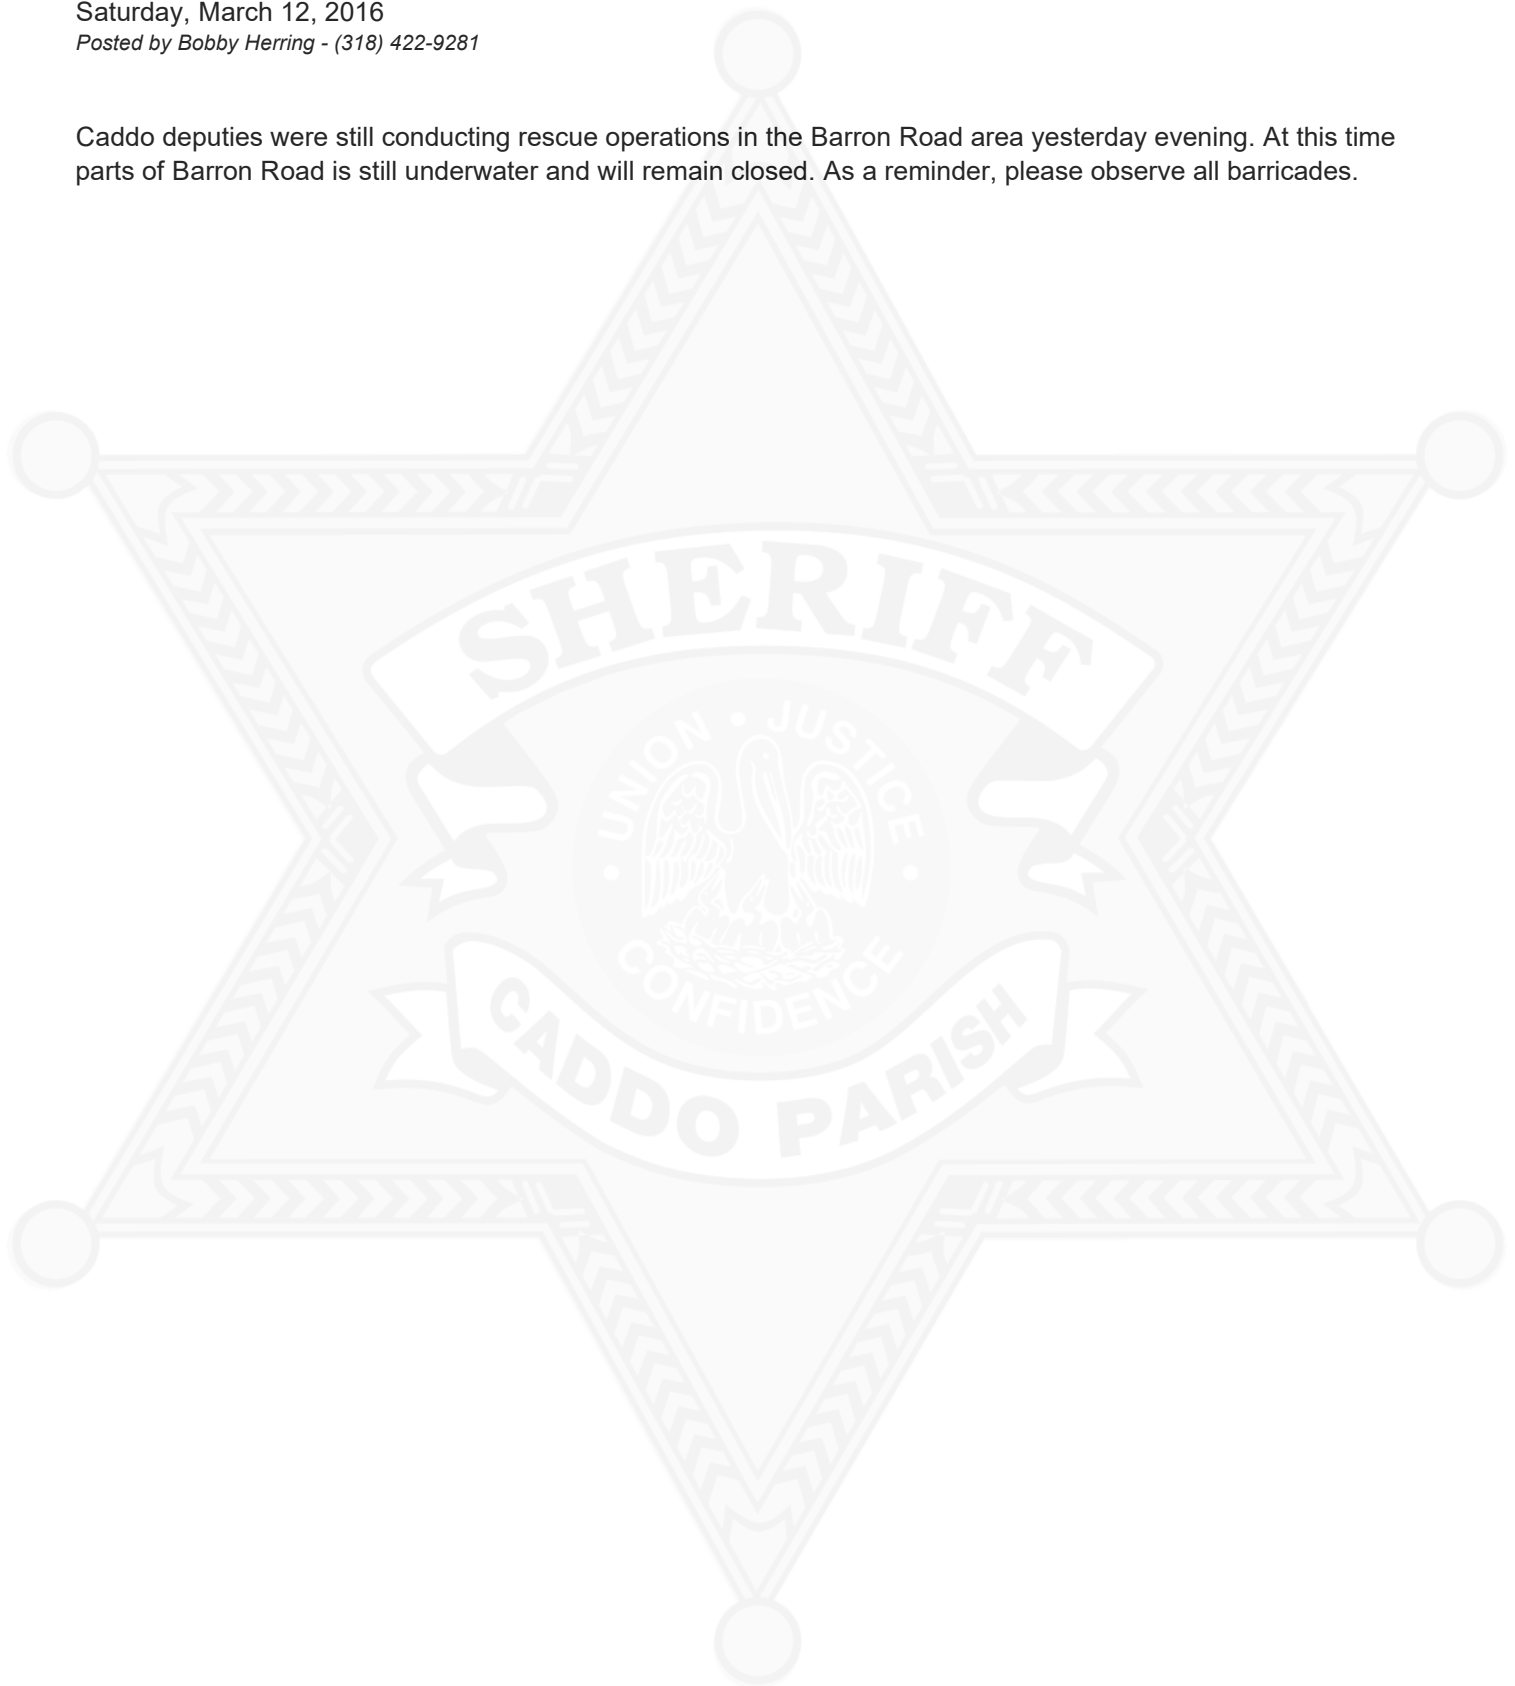 Saturday, March 12, 2016
Posted by Bobby Herring - (318) 422-9281
Caddo deputies were still conducting rescue operations in the Barron Road area yesterday evening. At this time
parts of Barron Road is still underwater and will remain closed. As a reminder, please observe all barricades.
SHERIFF
UNION • JUSTICE
• CONFIDENCE •
CADDO PARISH